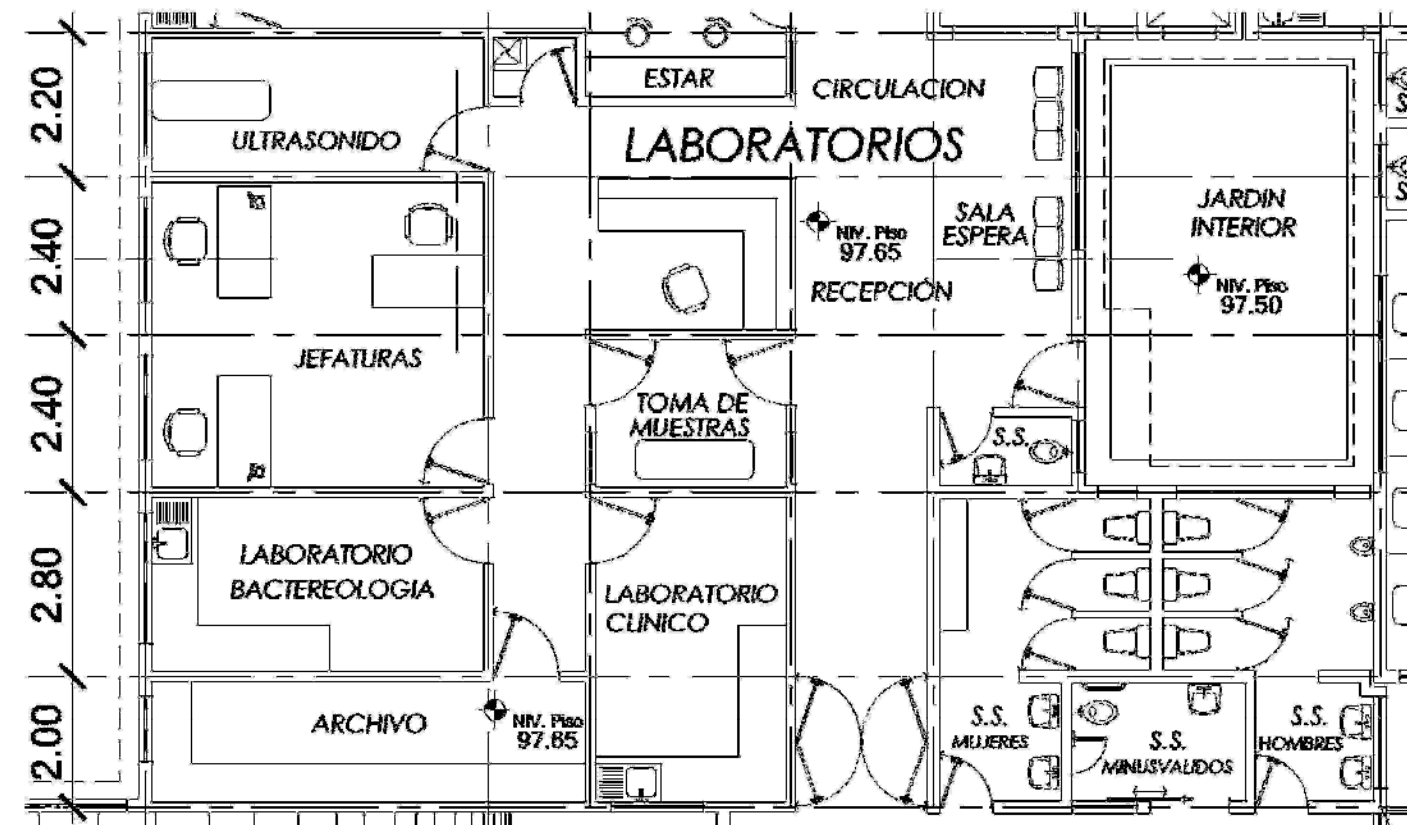 2.20
2.40
2.40
2.80
2.00
ESTAR
CIRCULACION
ULTRASONIDO
LABORATORIOS
SALA
ESPERA
NIV. Piso
97.65
RECEPCIÓN
JARDIN
INTERIOR
NIV. Piso
97.50
JEFATURAS
TOMA DE
MUESTRAS
S.S.
LABORATORIO
BACTEREOLOGIA
LABORATORIO
CLINICO
ARCHIVO
NIV. Piso
97.65
S.S.
MUJERES
S.S.
MINUSVALIDOS
S.S.
HOMBRES